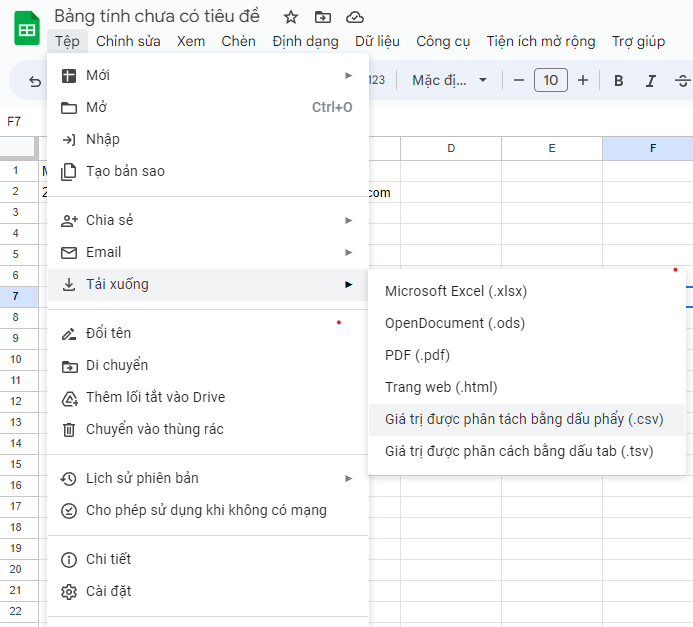 Bảng tính chưa có tiêu đề
Tệp Chỉnh sửa Xem Chèn Định dạng Dữ liệu Công cụ Tiện ích mở rộng Trợ giúp
123 Mặc đị... 10 B I
F7
D E F
Mới
Mở Ctrl+O
Nhập
Tạo bản sao
Chia sẻ
Email
Tải xuống
Đổi tên
Di chuyển
Thêm lối tắt vào Drive
Chuyển vào thùng rác
Lịch sử phiên bản
Cho phép sử dụng khi không có mạng
Chi tiết
Cài đặt
Microsoft Excel (.xlsx)
OpenDocument (.ods)
PDF (.pdf)
Trang web (.html)
Giá trị được phân tách bằng dấu phẩy (.csv)
Giá trị được phân cách bằng dấu tab (.tsv)
1
2 com
3
4
5
6
7
8
9
10
11
12
13
14
15
16
17
18
19
20
21
22